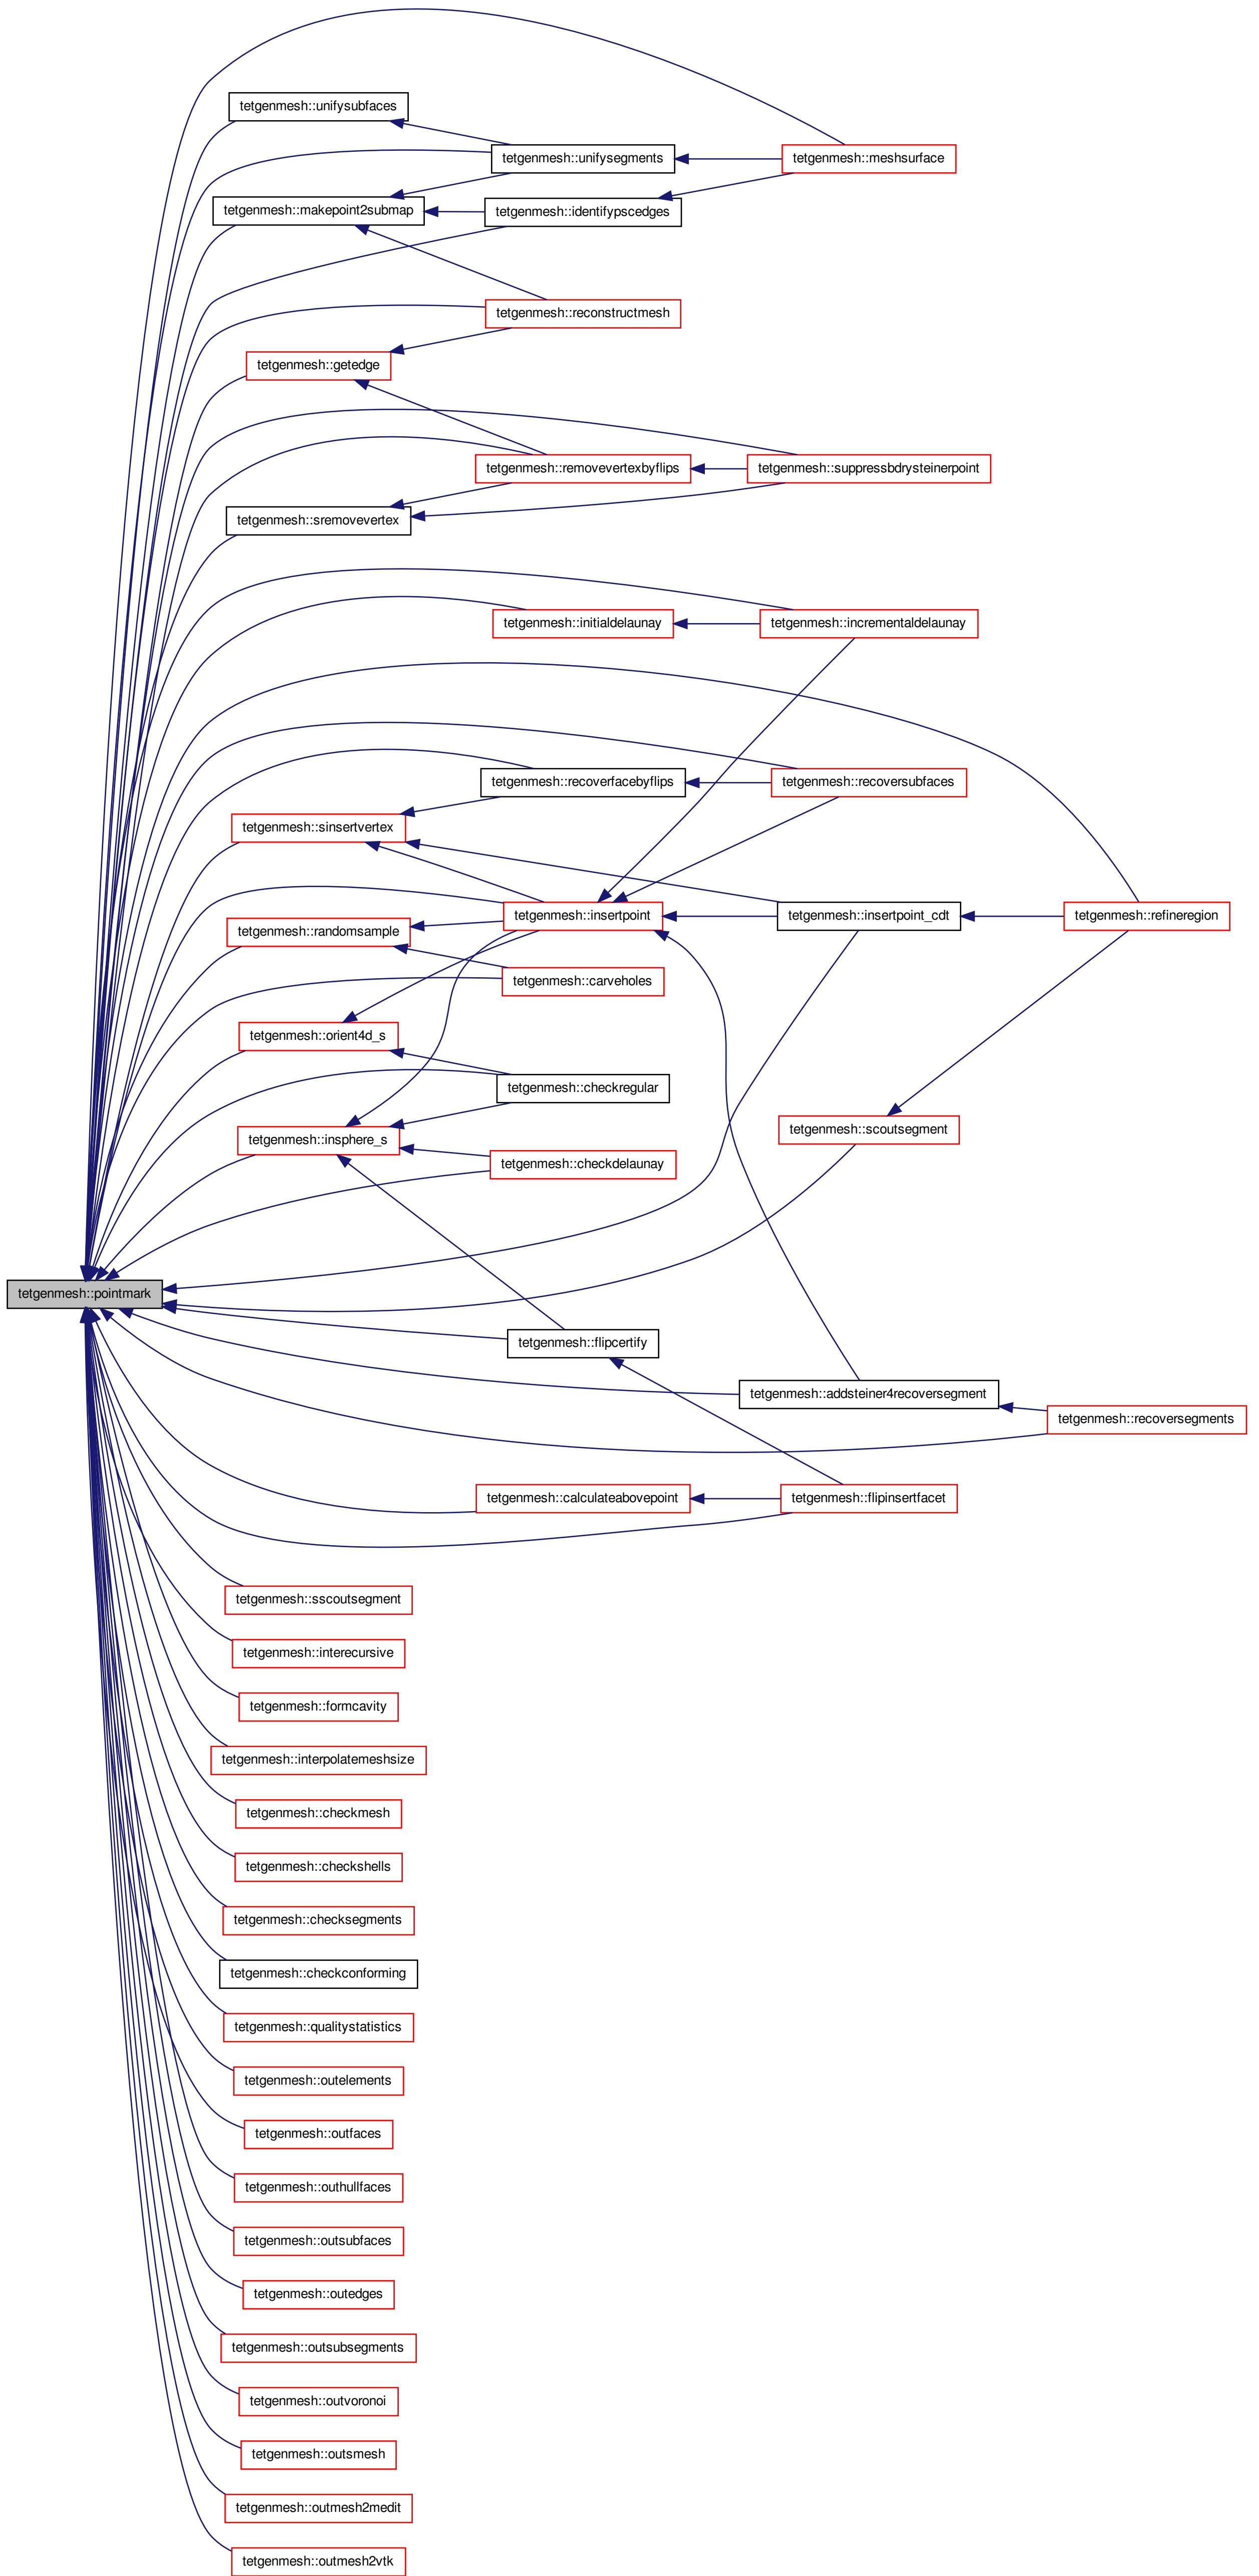 tetgenmesh::unifysubfaces
tetgenmesh::unifysegments
tetgenmesh::meshsurface
tetgenmesh::makepoint2submap
tetgenmesh::identifypscedges
tetgenmesh::reconstructmesh
tetgenmesh::getedge
tetgenmesh::removevertexbyflips
tetgenmesh::suppressbdrysteinerpoint
tetgenmesh::sremovevertex
tetgenmesh::initialdelaunay
tetgenmesh::incrementaldelaunay
tetgenmesh::recoverfacebyflips
tetgenmesh::recoversubfaces
tetgenmesh::sinsertvertex
tetgenmesh::insertpoint
tetgenmesh::insertpoint_cdt
tetgenmesh::refineregion
tetgenmesh::randomsample
tetgenmesh::carveholes
tetgenmesh::orient4d_s
tetgenmesh::checkregular
tetgenmesh::scoutsegment
tetgenmesh::insphere_s
tetgenmesh::checkdelaunay
tetgenmesh::pointmark
tetgenmesh::flipcertify
tetgenmesh::addsteiner4recoversegment
tetgenmesh::recoversegments
tetgenmesh::calculateabovepoint
tetgenmesh::flipinsertfacet
tetgenmesh::sscoutsegment
tetgenmesh::interecursive
tetgenmesh::formcavity
tetgenmesh::interpolatemeshsize
tetgenmesh::checkmesh
tetgenmesh::checkshells
tetgenmesh::checksegments
tetgenmesh::checkconforming
tetgenmesh::qualitystatistics
tetgenmesh::outelements
tetgenmesh::outfaces
tetgenmesh::outhullfaces
tetgenmesh::outsubfaces
tetgenmesh::outedges
tetgenmesh::outsubsegments
tetgenmesh::outvoronoi
tetgenmesh::outsmesh
tetgenmesh::outmesh2medit
tetgenmesh::outmesh2vtk